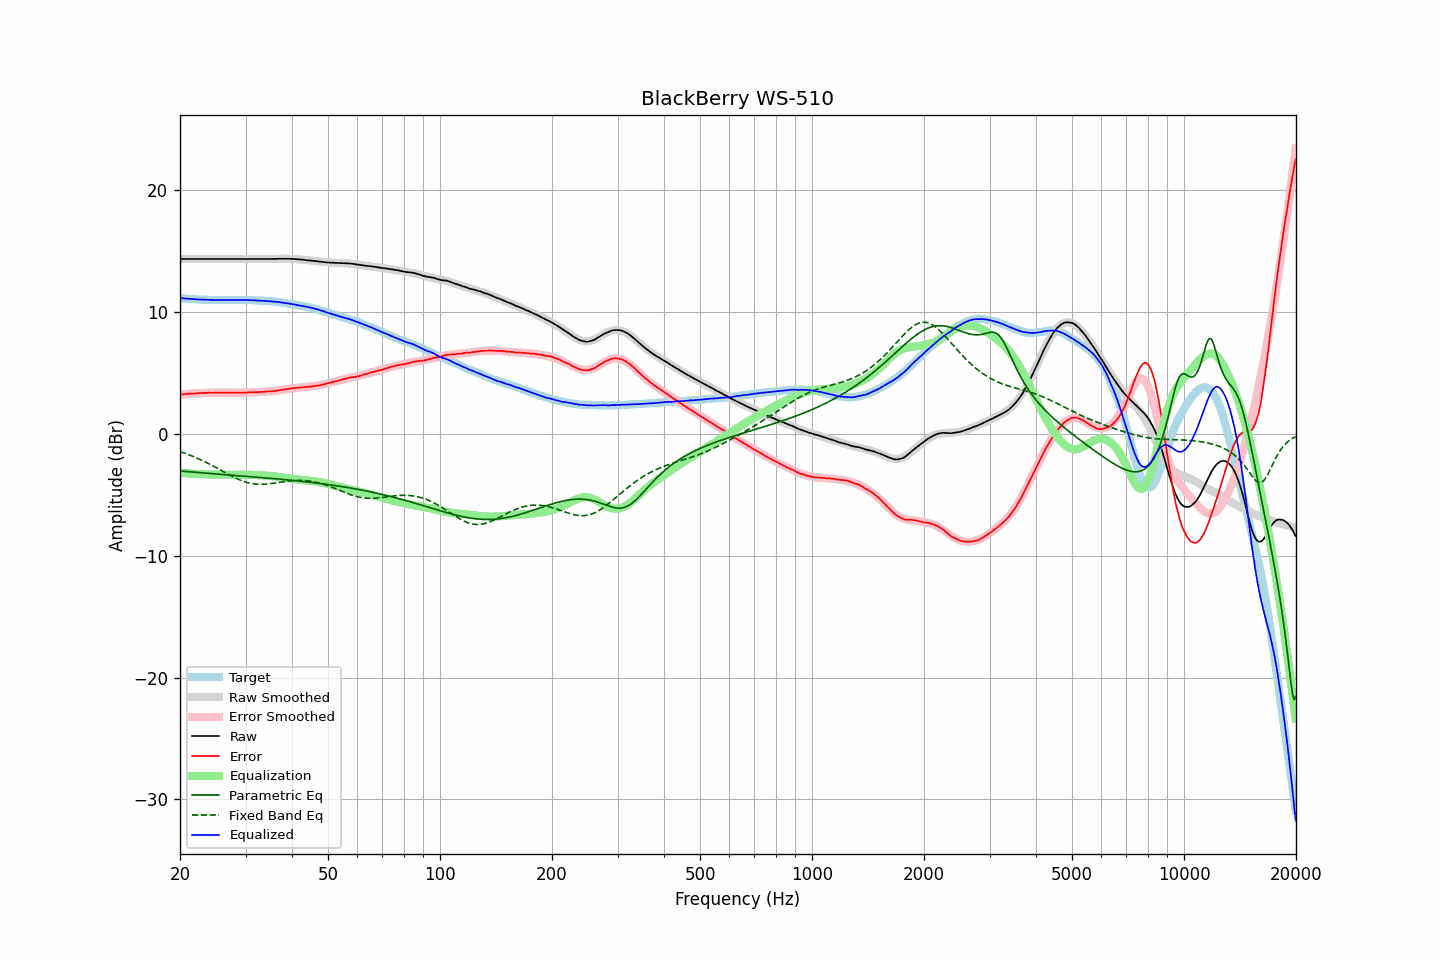 BlackBerry WS-510
Amplitude (dBr)
20
10
0
−10
−20
−30
Target
Raw Smoothed
Error Smoothed
Raw
Error
Equalization
Parametric Eq
Fixed Band Eq
Equalized
20 50 100 200 500 1000 2000 5000 10000 20000
Frequency (Hz)